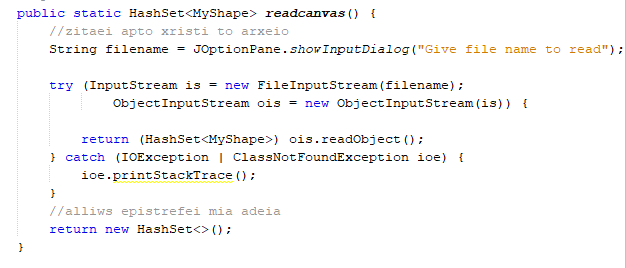 public static HashSet<MyShape> readcanvas() {
//zitaei apto xristi to arxeio
String filename = JOptionPane.showInputDialog("Give file name to read");
try (InputStream is = new FileInputStream(filename);
ObjectInputStream ois = new ObjectInputStream(is)) {
return (HashSet<MyShape>) ois.readObject();
} catch (IOException | ClassNotFoundException ioe) {
ioe.printStackTrace();
}
//alliws epistrefei mia adeia
return new HashSet<>();
}